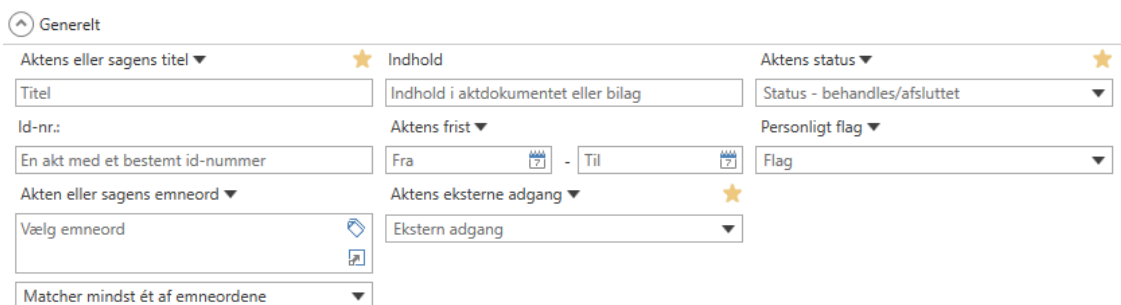 Generelt
Aktens eller sagens titel
Indhold
Aktens status
Titel
Indhold i aktdokumentet eller bilag
Status - behandles/afsluttet
Id-nr.:
Aktens frist
Personligt flag
En akt med et bestemt id-nummer
Fra
7
-
Til
7
Flag
Akten eller sagens emneord
Aktens eksterne adgang
Vælg emneord
Ekstern adgang
Matcher mindst ét af emneordene